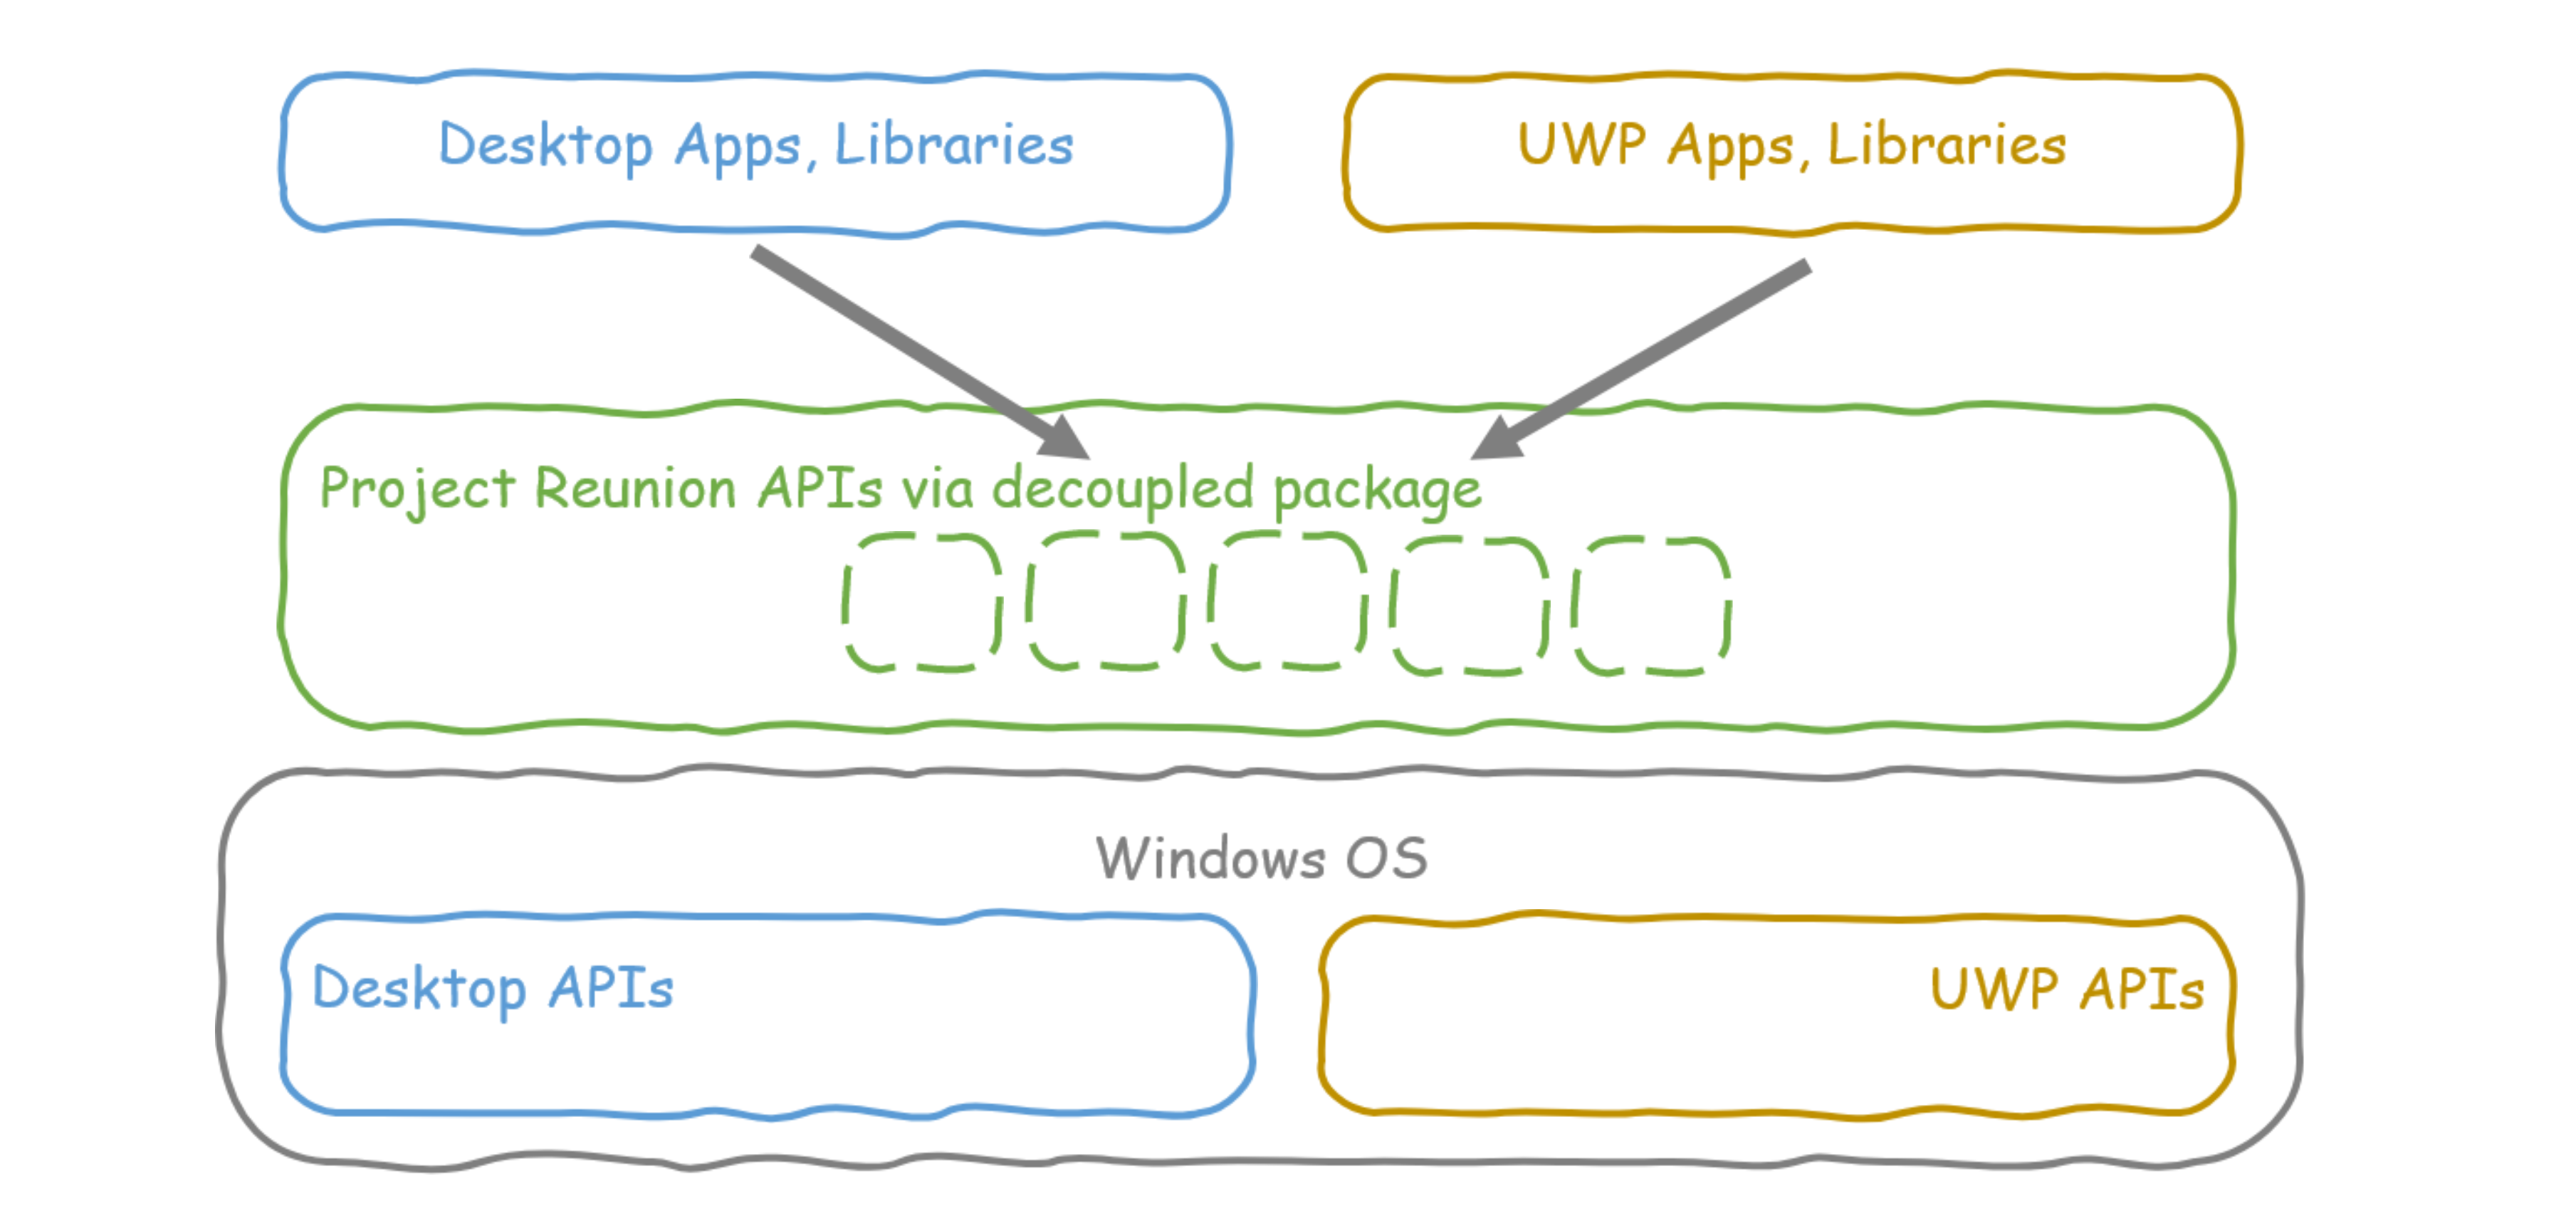 Desktop Apps, Libraries
UWP Apps, Libraries
Project Reunion APIs via decoupled package
Windows OS
Desktop APIs
UWP APIs